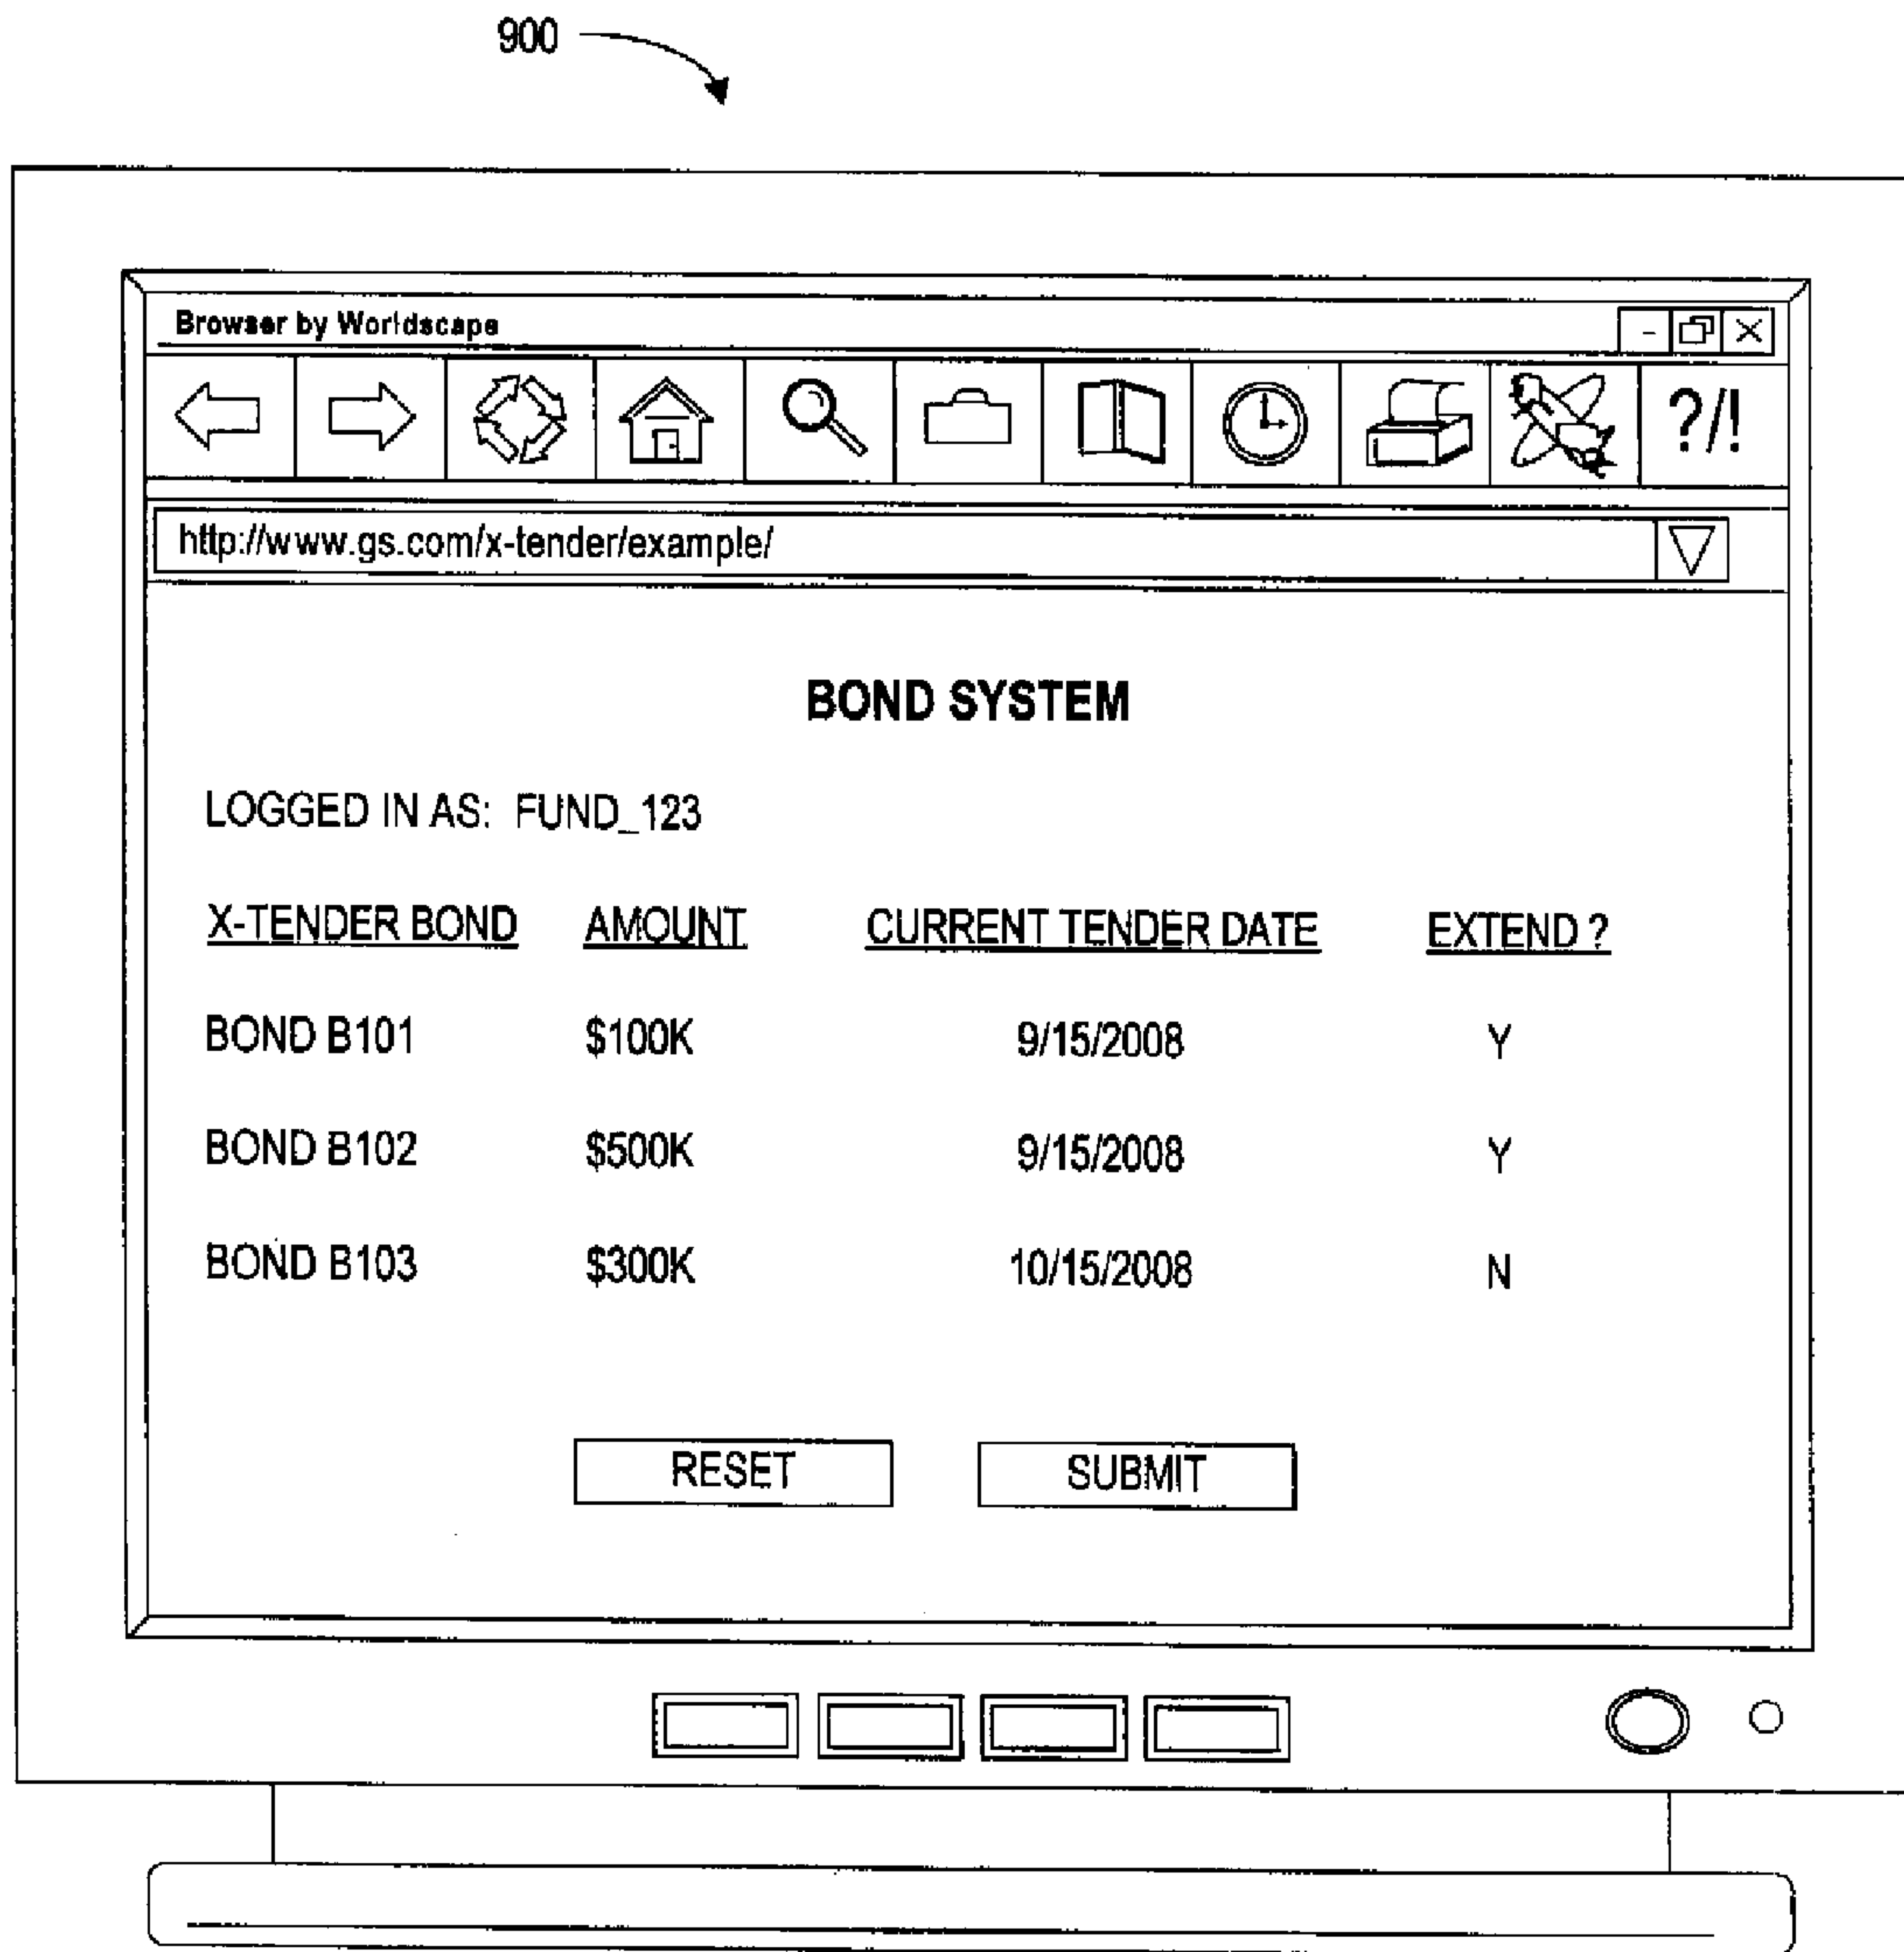 900
Browser by Worldscape
?/!
http://www.gs.com/x-tender/example/
BOND SYSTEM
LOGGED IN AS: FUND_123
X-TENDER BOND AMOUNT CURRENT TENDER DATE EXTEND ?
BOND B101 $100K 9/15/2008 Y
BOND B102 $500K 9/15/2008 Y
BOND B103 $300K 10/15/2008 N
RESET SUBMIT